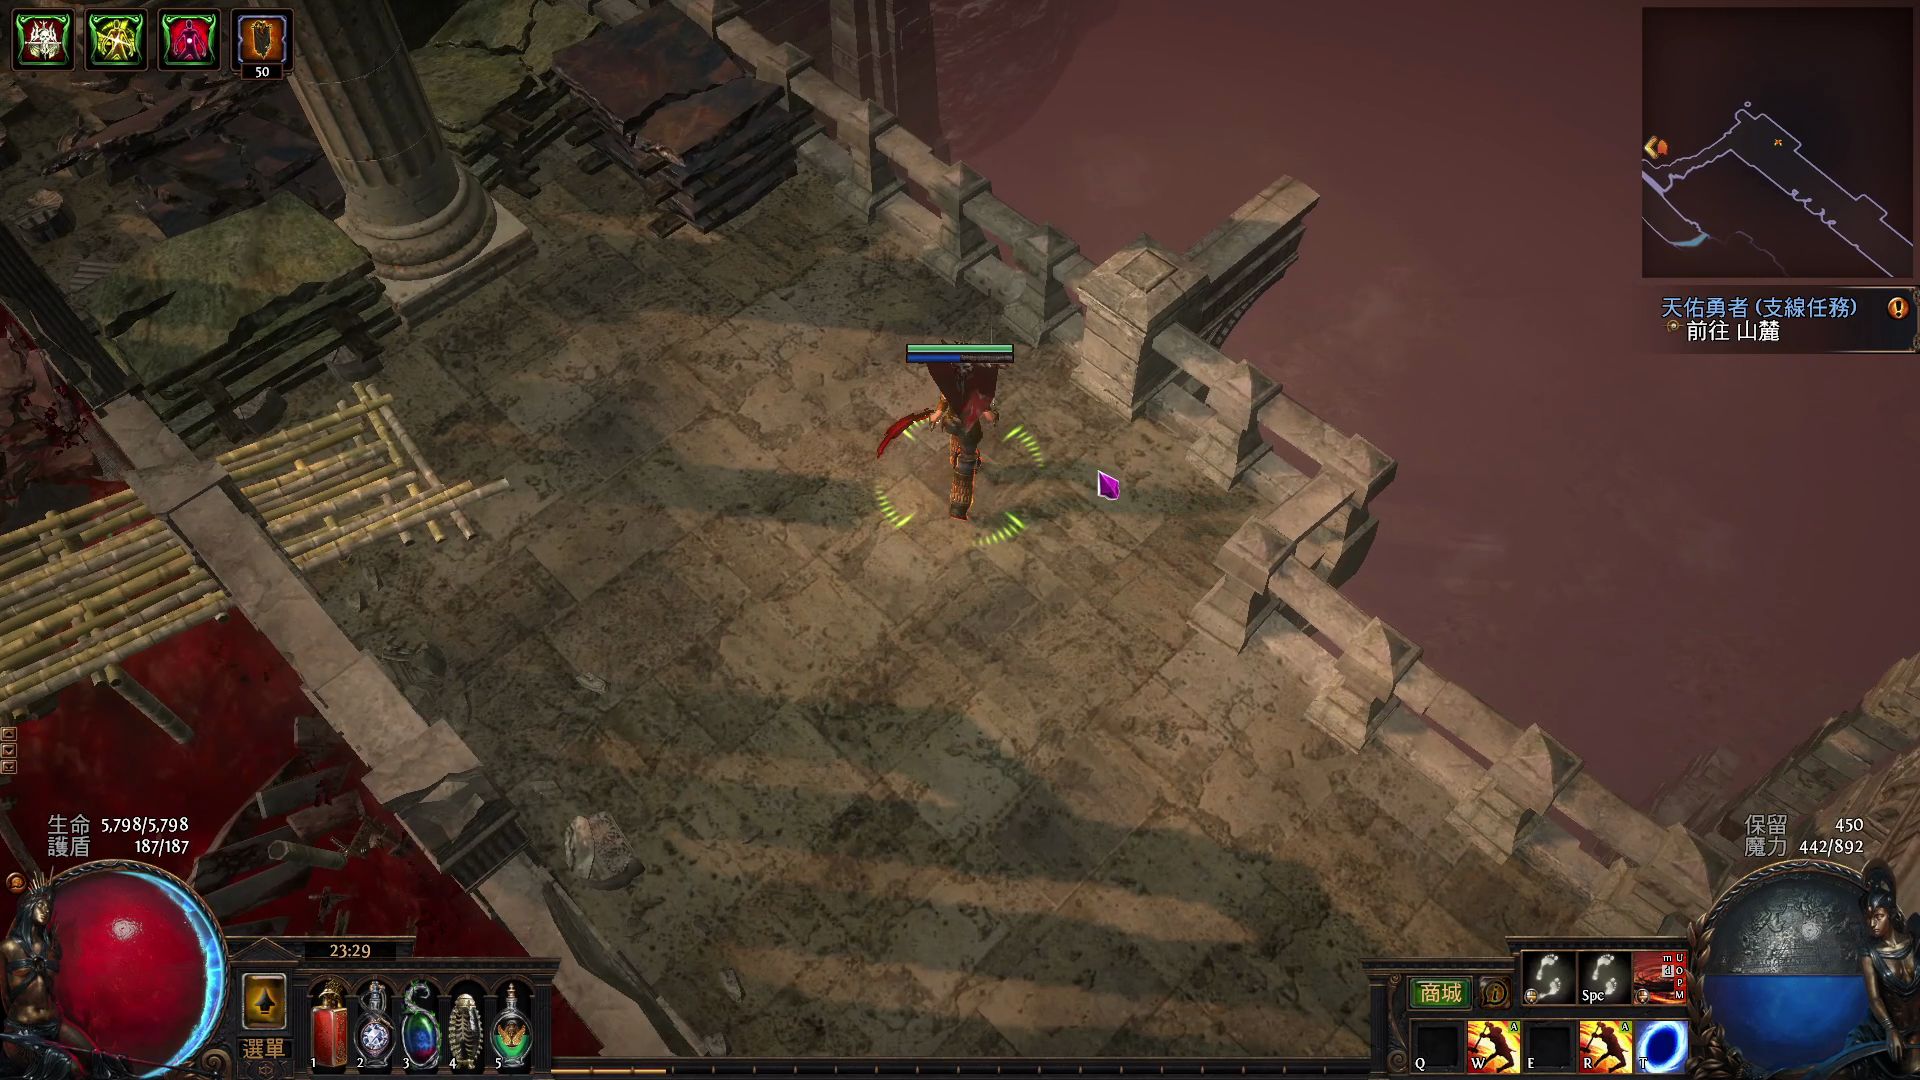 50
天佑勇者 (支線任務)
前往 山麓
生命 5,798/5,798
護盾 187/187
保留 450
魔力 442/892
23:29
選單
1 2 3 4 5
商城
Spc
m U
d O
P
M
Q W A E R A T